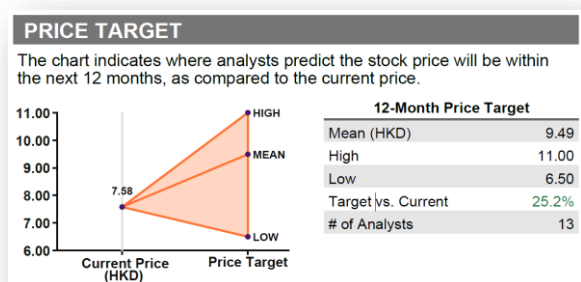 PRICE TARGET
The chart indicates where analysts predict the stock price will be within
the next 12 months, as compared to the current price.
11.00
10.00
9.00
8.00
7.00
6.00
7.58
HIGH
MEAN
LOW
Current Price
(HKD)
Price Target
12-Month Price Target
Mean (HKD) 9.49
High 11.00
Low 6.50
Target vs. Current 25.2%
# of Analysts 13